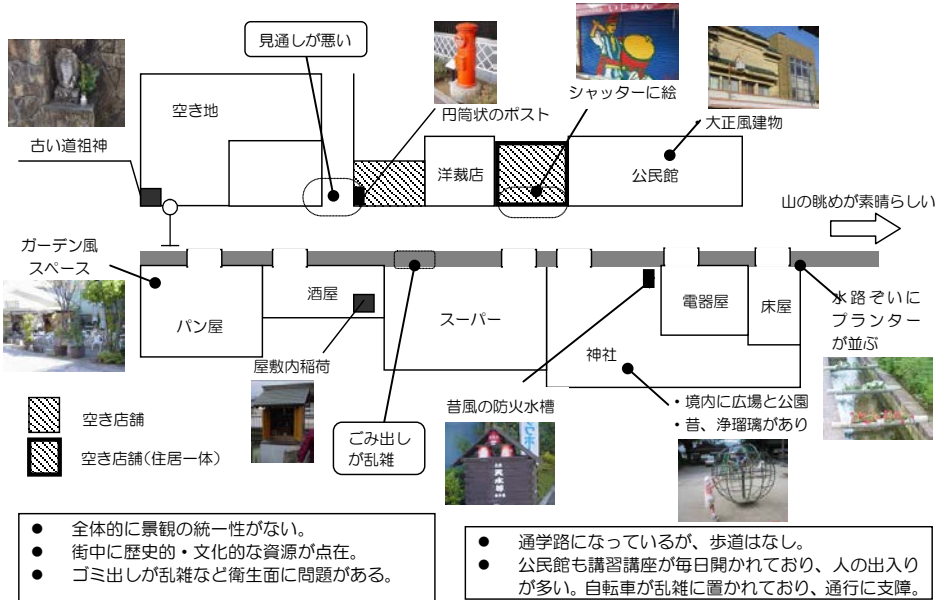 見通しが悪い
空き地
円筒状のポスト
シャッターに絵
大正風建物
古い道祖神
洋裁店
公民館
山の眺めが素晴らしい
ガーデン風
スペース
パン屋
酒屋
スーパー
神社
電器屋
床屋
水路ぞいに
プランター
が並ぶ
屋敷内稲荷
昔風の防火水槽
・境内に広場と公園
・昔、浄瑠璃があり
空き店舗
空き店舗(住居一体)
ごみ出し
が乱雑
● 全体的に景観の統一性がない。
● 街中に歴史的・文化的な資源が点在。
● ゴミ出しが乱雑など衛生面に問題がある。
● 通学路になっているが、歩道はなし。
● 公民館も講習講座が毎日開かれており、人の出入り
が多い。自転車が乱雑に置かれており、通行に支障。